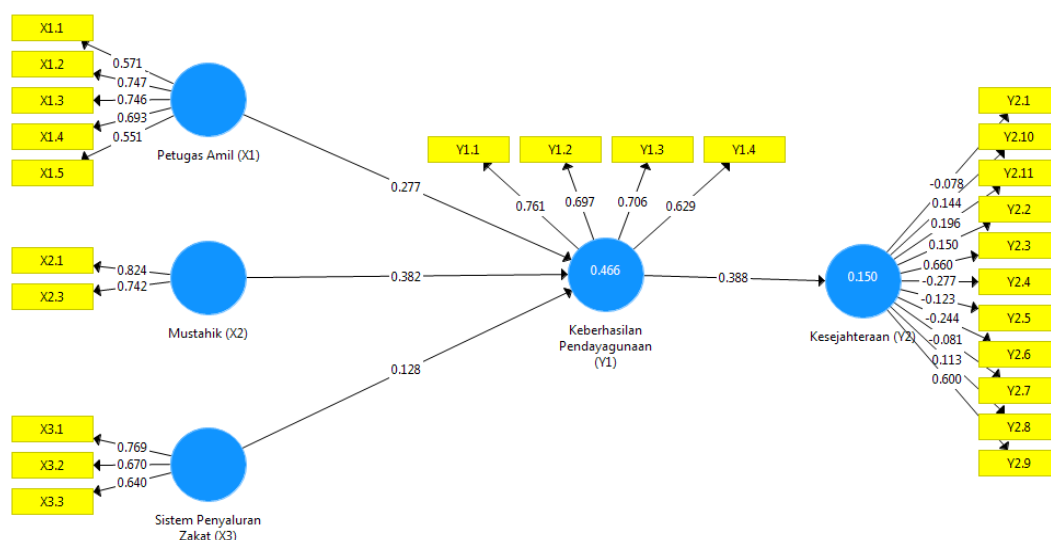 X1.1
X1.2
X1.3
X1.4
X1.5
0.571
0.747
0.746
0.693
0.551
Petugas Amil (X1)
0.277
X2.1
X2.3
0.824
0.742
Mustahik (X2)
0.382
X3.1
X3.2
X3.3
0.769
0.670
0.640
Sistem Penyaluran
Zakat (X3)
0.128
Y1.1
Y1.2
Y1.3
Y1.4
0.761
0.697
0.706
0.629
0.466
Keberhasilan
Pendayagunaan
(Y1)
0.388
0.150
Kesejahteraan (Y2)
-0.078
0.144
0.196
0.150
0.660
-0.277
-0.123
-0.244
-0.081
0.113
0.600
Y2.1
Y2.10
Y2.11
Y2.2
Y2.3
Y2.4
Y2.5
Y2.6
Y2.7
Y2.8
Y2.9